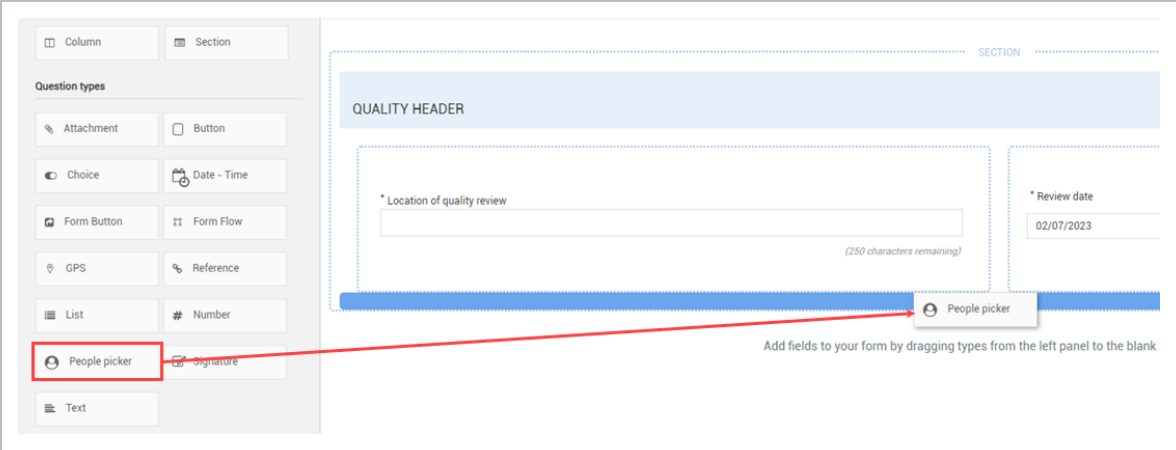 Column
Section
SECTION
Question types
QUALITY HEADER
Attachment
Button
Choice
Date - Time
* Location of quality review
* Review date
Form Button
Form Flow
02/07/2023
(250 characters remaining)
GPS
Reference
List
Number
People picker
People picker
Signature
Add fields to your form by dragging types from the left panel to the blank
Text